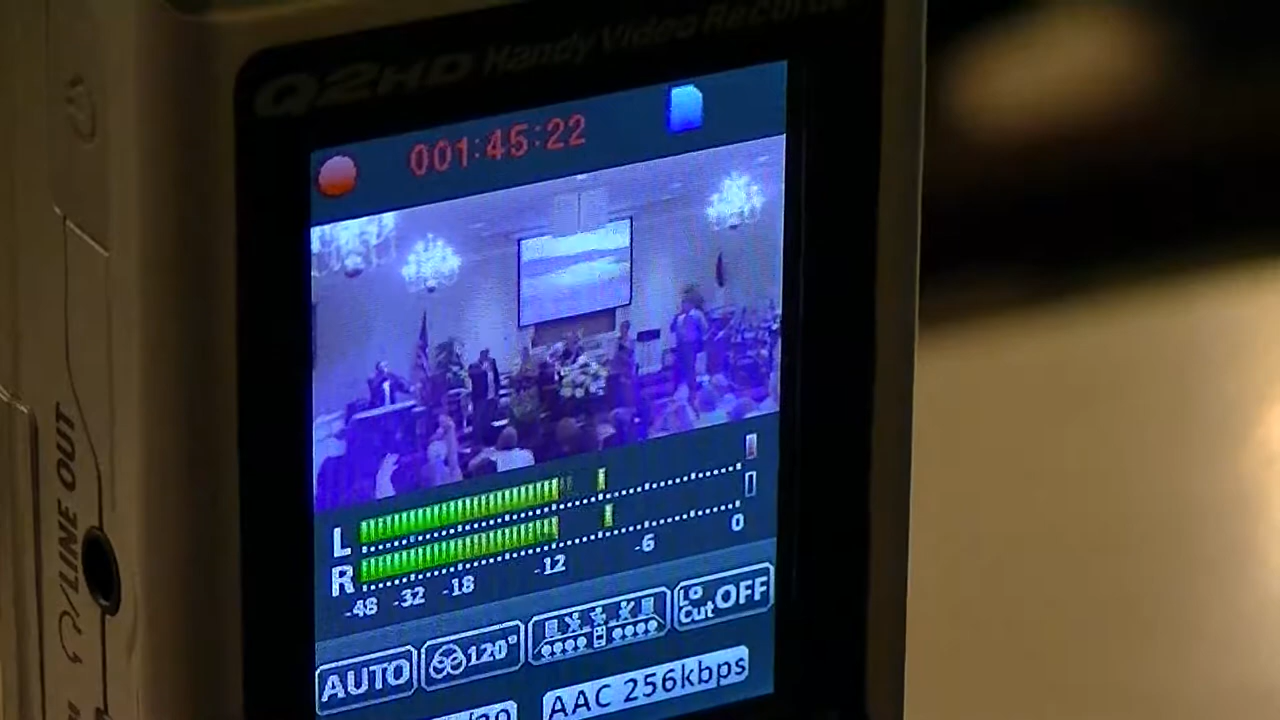 Q2HD Handy Video Recorder
001:45:22
L
R
-48 -32 -18 -12 -6 0
AUTO 120° Lo Cut OFF
AAC 256kbps
/LINE OUT